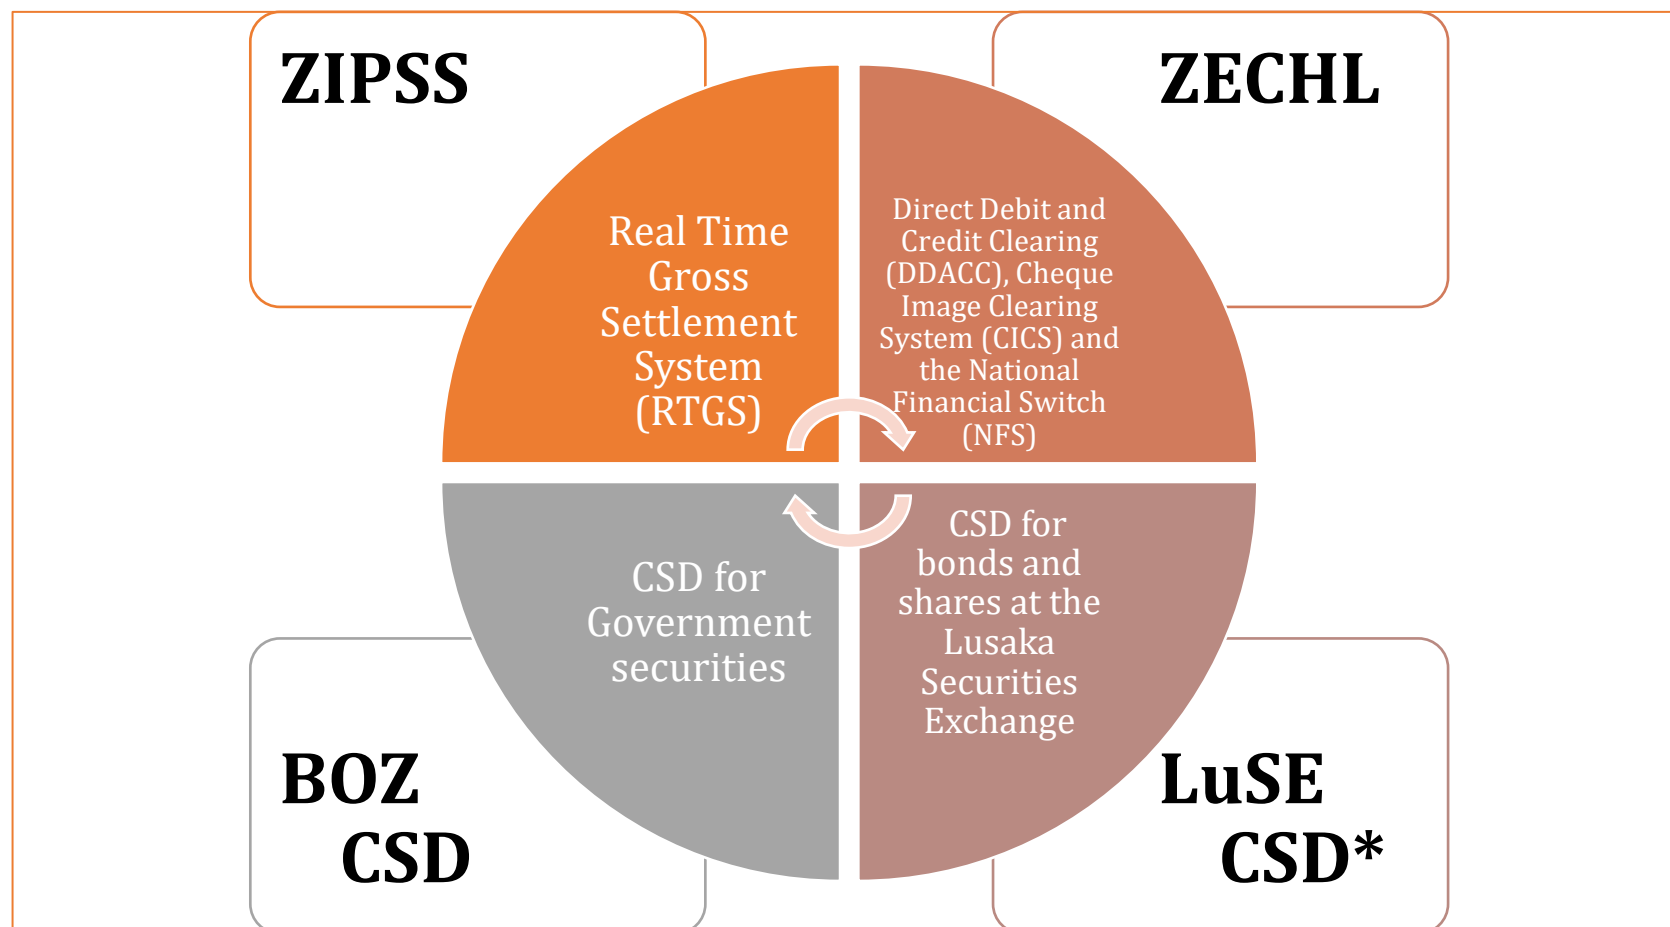 ZIPSS
Real Time
Gross
Settlement
System
(RTGS)
ZECHL
Direct Debit and
Credit Clearing
(DDACC), Cheque
Image Clearing
System (CICS) and
the National
Financial Switch
(NFS)
BOZ
CSD
CSD for
Government
securities
LuSE
CSD*
CSD for
bonds and
shares at the
Lusaka
Securities
Exchange